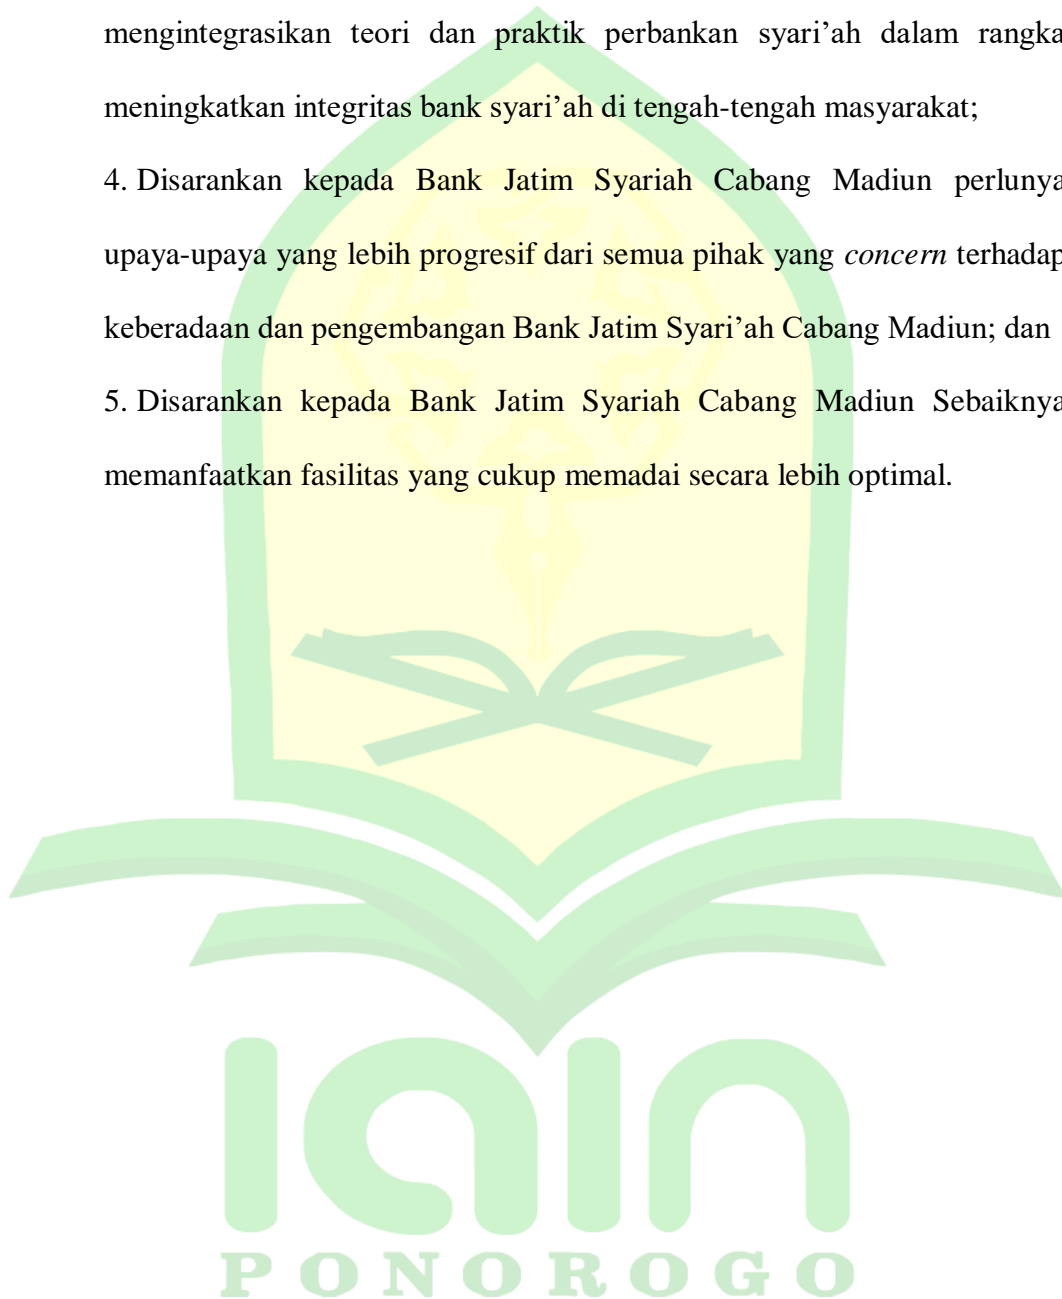 mengintegrasikan teori dan praktik perbankan syari’ah dalam rangka
meningkatkan integritas bank syari’ah di tengah-tengah masyarakat;
4. Disarankan kepada Bank Jatim Syariah Cabang Madiun perlunya
upaya-upaya yang lebih progresif dari semua pihak yang concern terhadap
keberadaan dan pengembangan Bank Jatim Syari’ah Cabang Madiun; dan
5. Disarankan kepada Bank Jatim Syariah Cabang Madiun Sebaiknya
memanfaatkan fasilitas yang cukup memadai secara lebih optimal.
iain
PONOROGO